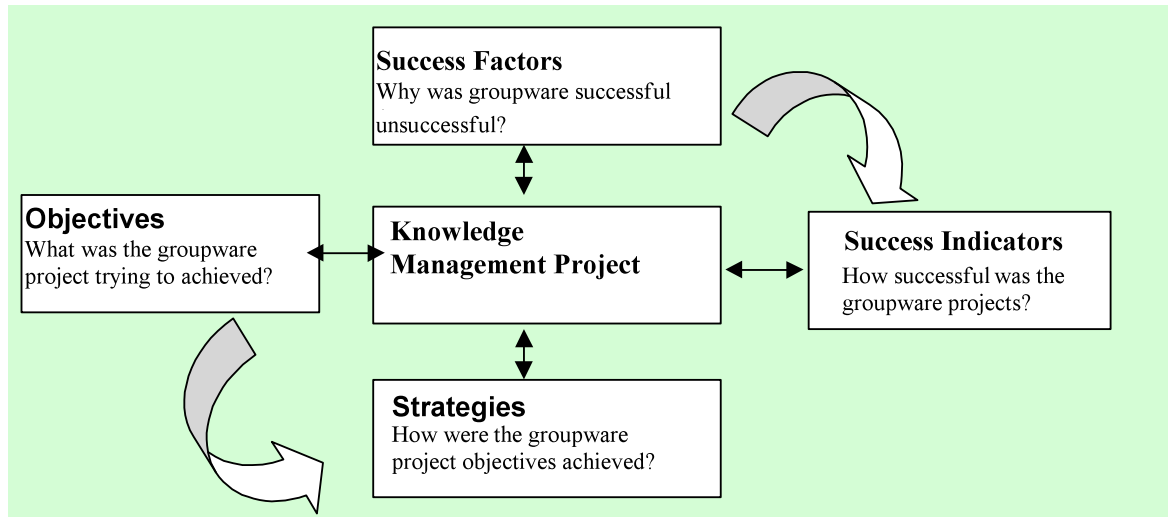 Success Factors
Why was groupware successful
unsuccessful?
Objectives
What was the groupware
project trying to achieved?
Knowledge
Management Project
Success Indicators
How successful was the
groupware projects?
Strategies
How were the groupware
project objectives achieved?